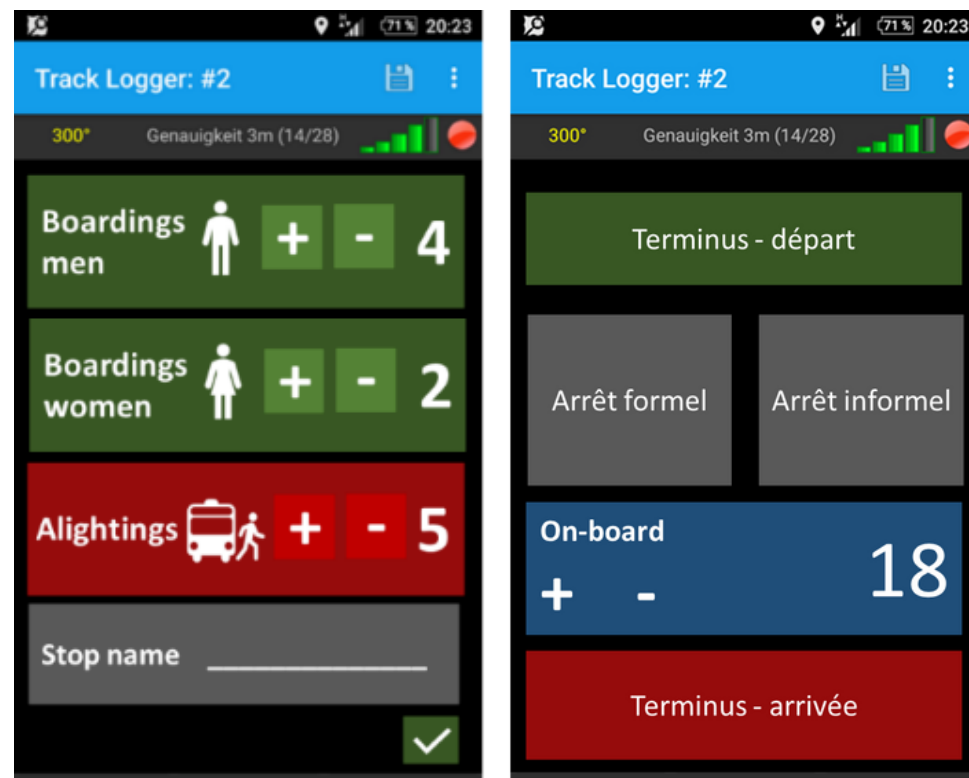 71% 20:23
Track Logger: #2
300° Genauigkeit 3m (14/28)
Boardings
men
+ - 4
Boardings
women
+ - 2
Alightings + - 5
Stop name ______________
71% 20:23
Track Logger: #2
300° Genauigkeit 3m (14/28)
Terminus - départ
Arrêt formel Arrêt informel
On-board
+ - 18
Terminus - arrivée